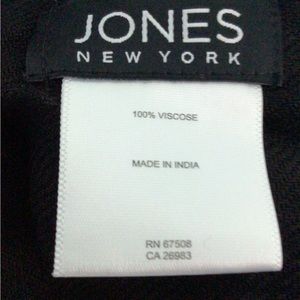 JONES
NEW YORK
100% VISCOSE
MADE IN INDIA
RN 67508
CA 26983